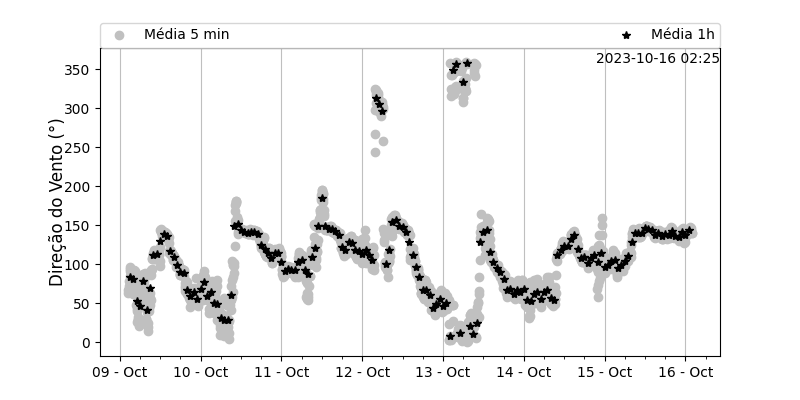 Média 5 min
Média 1h
2023-10-16 02:25
Direção do Vento (°)
350
300
250
200
150
100
50
0
09 - Oct
10 - Oct
11 - Oct
12 - Oct
13 - Oct
14 - Oct
15 - Oct
16 - Oct